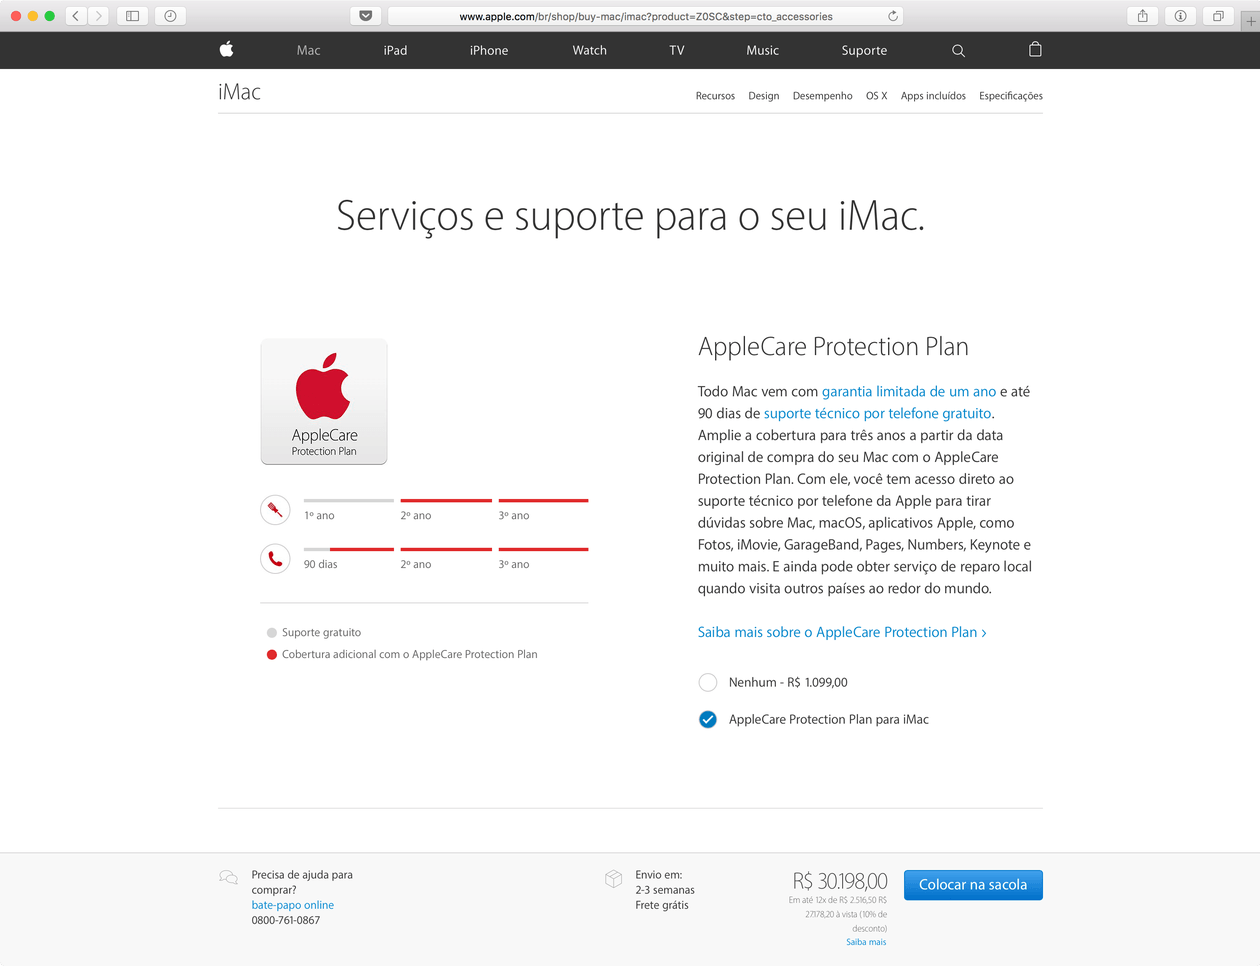 www.apple.com/br/shop/buy-mac/imac?product=Z0SC&step=cto_accessories
Mac iPad iPhone Watch TV Music Suporte
iMac
Recursos Design Desempenho OS X Apps incluídos Especificações
Serviços e suporte para o seu iMac.
AppleCare
Protection Plan
1º ano 2º ano 3º ano
90 dias 2º ano 3º ano
Suporte gratuito
Cobertura adicional com o AppleCare Protection Plan
AppleCare Protection Plan
Todo Mac vem com garantia limitada de um ano e até
90 dias de suporte técnico por telefone gratuito.
Amplie a cobertura para três anos a partir da data
original de compra do seu Mac com o AppleCare
Protection Plan. Com ele, você tem acesso direto ao
suporte técnico por telefone da Apple para tirar
dúvidas sobre Mac, macOS, aplicativos Apple, como
Fotos, iMovie, GarageBand, Pages, Numbers, Keynote e
muito mais. E ainda pode obter serviço de reparo local
quando visita outros países ao redor do mundo.
Saiba mais sobre o AppleCare Protection Plan ›
Nenhum - R$ 1.099,00
AppleCare Protection Plan para iMac
Precisa de ajuda para
comprar?
bate-papo online
0800-761-0867
Envio em:
2-3 semanas
Frete grátis
R$ 30.198,00
Em até 12x de R$ 2.516,50 R$
27.178,20 à vista (10% de
desconto)
Saiba mais
Colocar na sacola